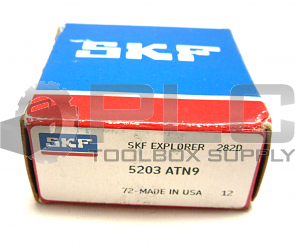 SKF
PLC
TOOLBOX SUPPLY
SKF
SKF EXPLORER 282D
5203 ATN9
72-MADE IN USA 12